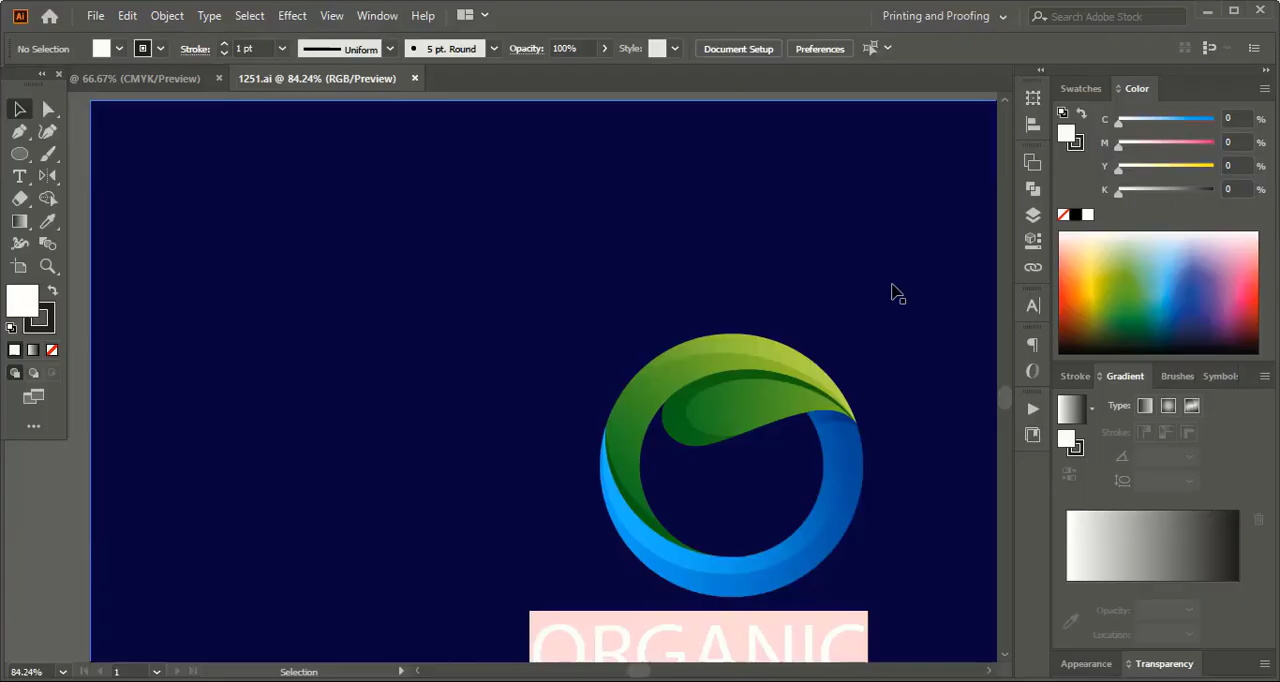 Ai File Edit Object Type Select Effect View Window Help Printing and Proofing Search Adobe Stock
No Selection Stroke: 1 pt Uniform 5 pt. Round Opacity: 100% Style: Document Setup Preferences
@ 66.67% (CMYK/Preview) × 1251.ai @ 84.24% (RGB/Preview) ×
Swatches Color
C 0 %
M 0 %
Y 0 %
K 0 %
Stroke Gradient Brushes Symbols
Type:
Stroke:
ORGANIC
Opacity:
Location:
Appearance Transparency
84.24% 1 Selection